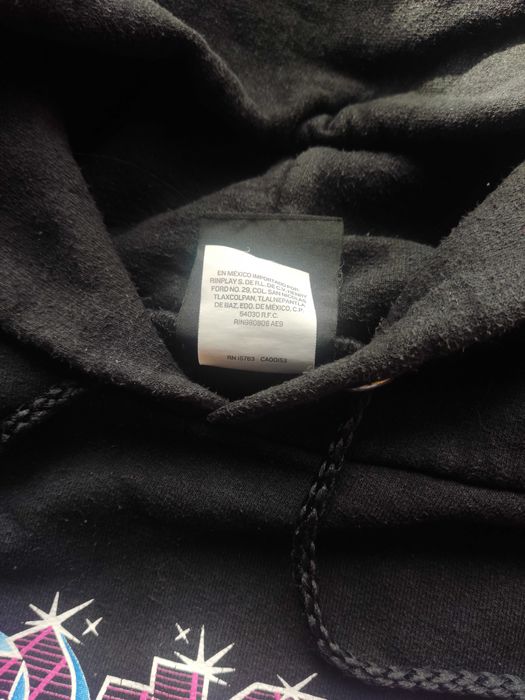 EN MEXICO IMPORTADO POR:
RINPLAY S. DE R.L. DE C.V. HENRY
FORD NO. 29, COL. SAN NICOLAS
TLAXCOLPAN, TLALNEPANTLA
DE BAZ, EDO. DE MEXICO, C.P.
54030 R.F.C.
RIN980908 AE9
RN 15763 CA00153